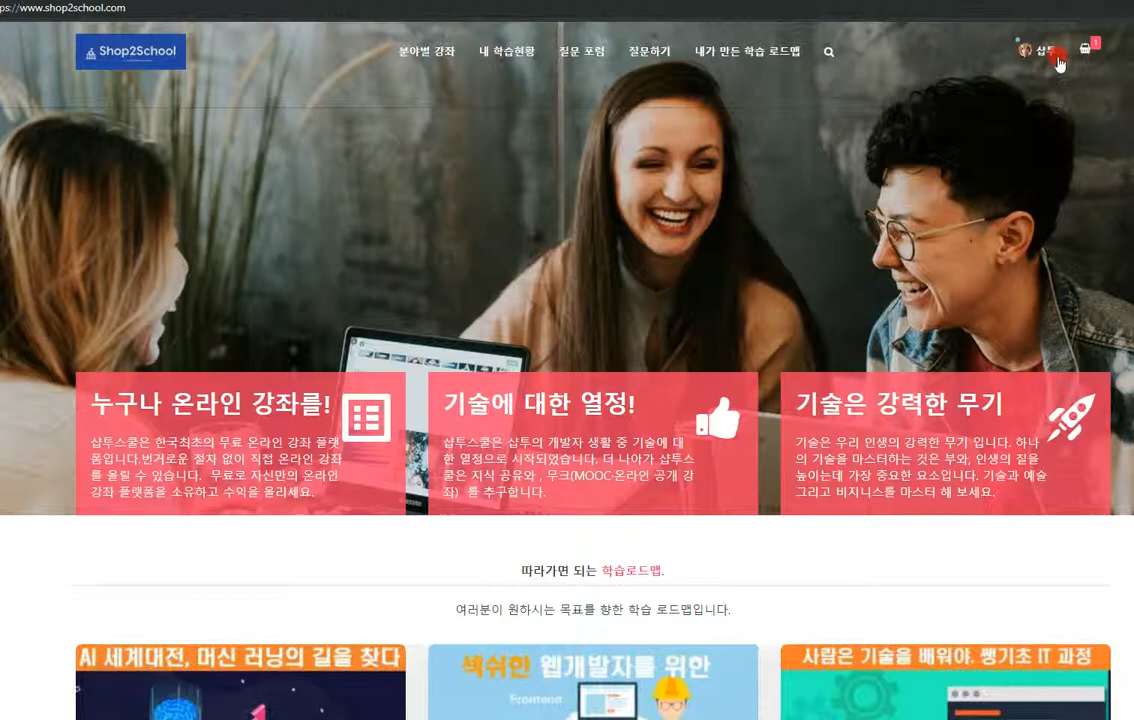 ps://www.shop2school.com
Shop2School
분야별 강좌 내 학습현황 질문 포럼 질문하기 내가 만든 학습 로드맵
1
누구나 온라인 강좌를!
샵투스쿨은 한국최초의 무료 온라인 강좌 플랫
폼입니다.번거로운 절차 없이 직접 온라인 강좌
를 올릴 수 있습니다. 무료로 자신만의 온라인
강좌 플랫폼을 소유하고 수익을 올리세요.
기술에 대한 열정!
샵투스쿨은 샵투의 개발자 생활 중 기술에 대
한 열정으로 시작되었습니다. 더 나아가 샵투스
쿨은 지식 공유와 , 무크(MOOC-온라인 공개 강
좌) 를 추구합니다.
기술은 강력한 무기
기술은 우리 인생의 강력한 무기 입니다. 하나
의 기술을 마스터하는 것은 부와, 인생의 질을
높이는데 가장 중요한 요소입니다. 기술과 예술
그리고 비지니스를 마스터 해 보세요.
따라가면 되는 학습로드맵.
여러분이 원하시는 목표를 향한 학습 로드맵입니다.
AI 세계대전, 머신 러닝의 길을 찾다
섹쉬한 웹개발자를 위한
Frontend
사람은 기술을 배워야. 쌩기초 IT 과정